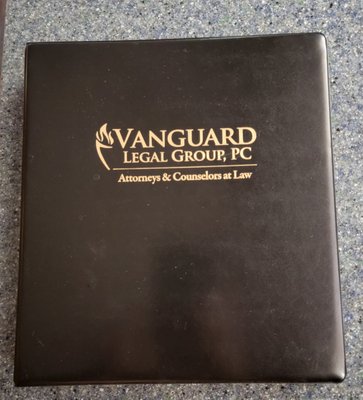 VANGUARD
LEGAL GROUP, PC
Attorneys & Counselors at Law